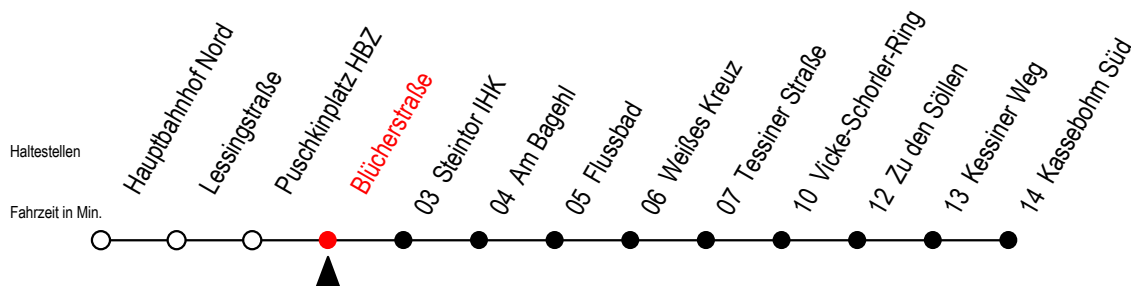 Haltestellen
Fahrzeit in Min.
Hauptbahnhof Nord
Lessingstraße
Puschkinplatz HBZ
Blücherstraße
03 Steintor IHK
04 Am Bagehl
05 Flussbad
06 Weißes Kreuz
07 Tessiner Straße
10 Vicke-Schorler-Ring
12 Zu den Söllen
13 Kessiner Weg
14 Kassebohm Süd